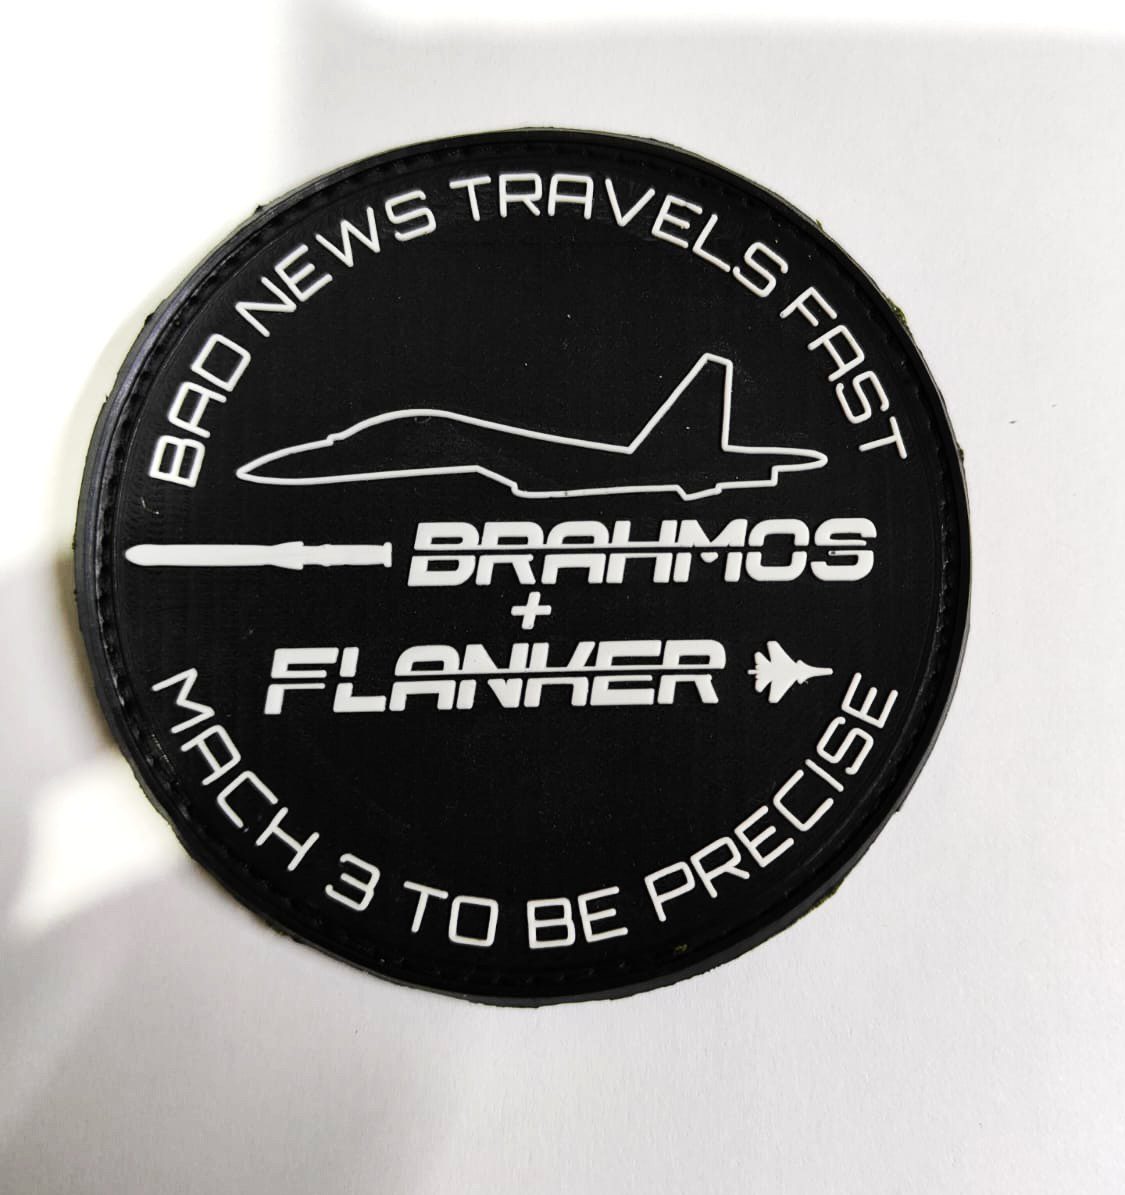 BAD NEWS TRAVELS FAST
BRAHMOS
+
FLANKER
MACH 3 TO BE PRECISE